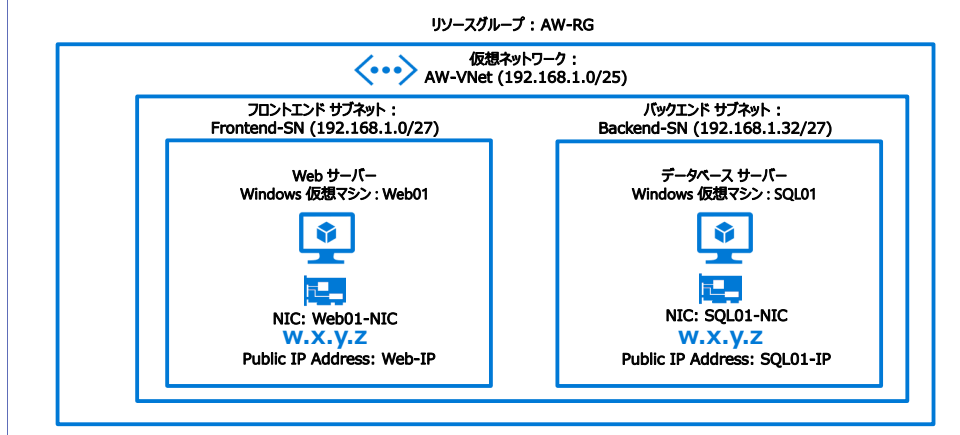 リソースグループ : AW-RG
仮想ネットワーク :
AW-VNet (192.168.1.0/25)
フロントエンド サブネット :
Frontend-SN (192.168.1.0/27)
バックエンド サブネット :
Backend-SN (192.168.1.32/27)
Web サーバー
Windows 仮想マシン : Web01
データベース サーバー
Windows 仮想マシン : SQL01
NIC: Web01-NIC
w.x.y.z
Public IP Address: Web-IP
NIC: SQL01-NIC
w.x.y.z
Public IP Address: SQL01-IP